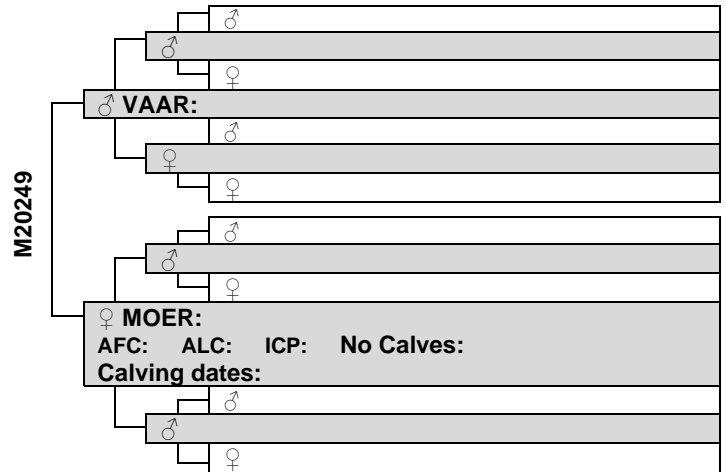 ♂
♂
♀
♂ VAAR:
♂
♀
♀
M20249
♂
♂
♀
♀ MOER:
AFC: ALC: ICP: No Calves:
Calving dates:
♂
♂
♀